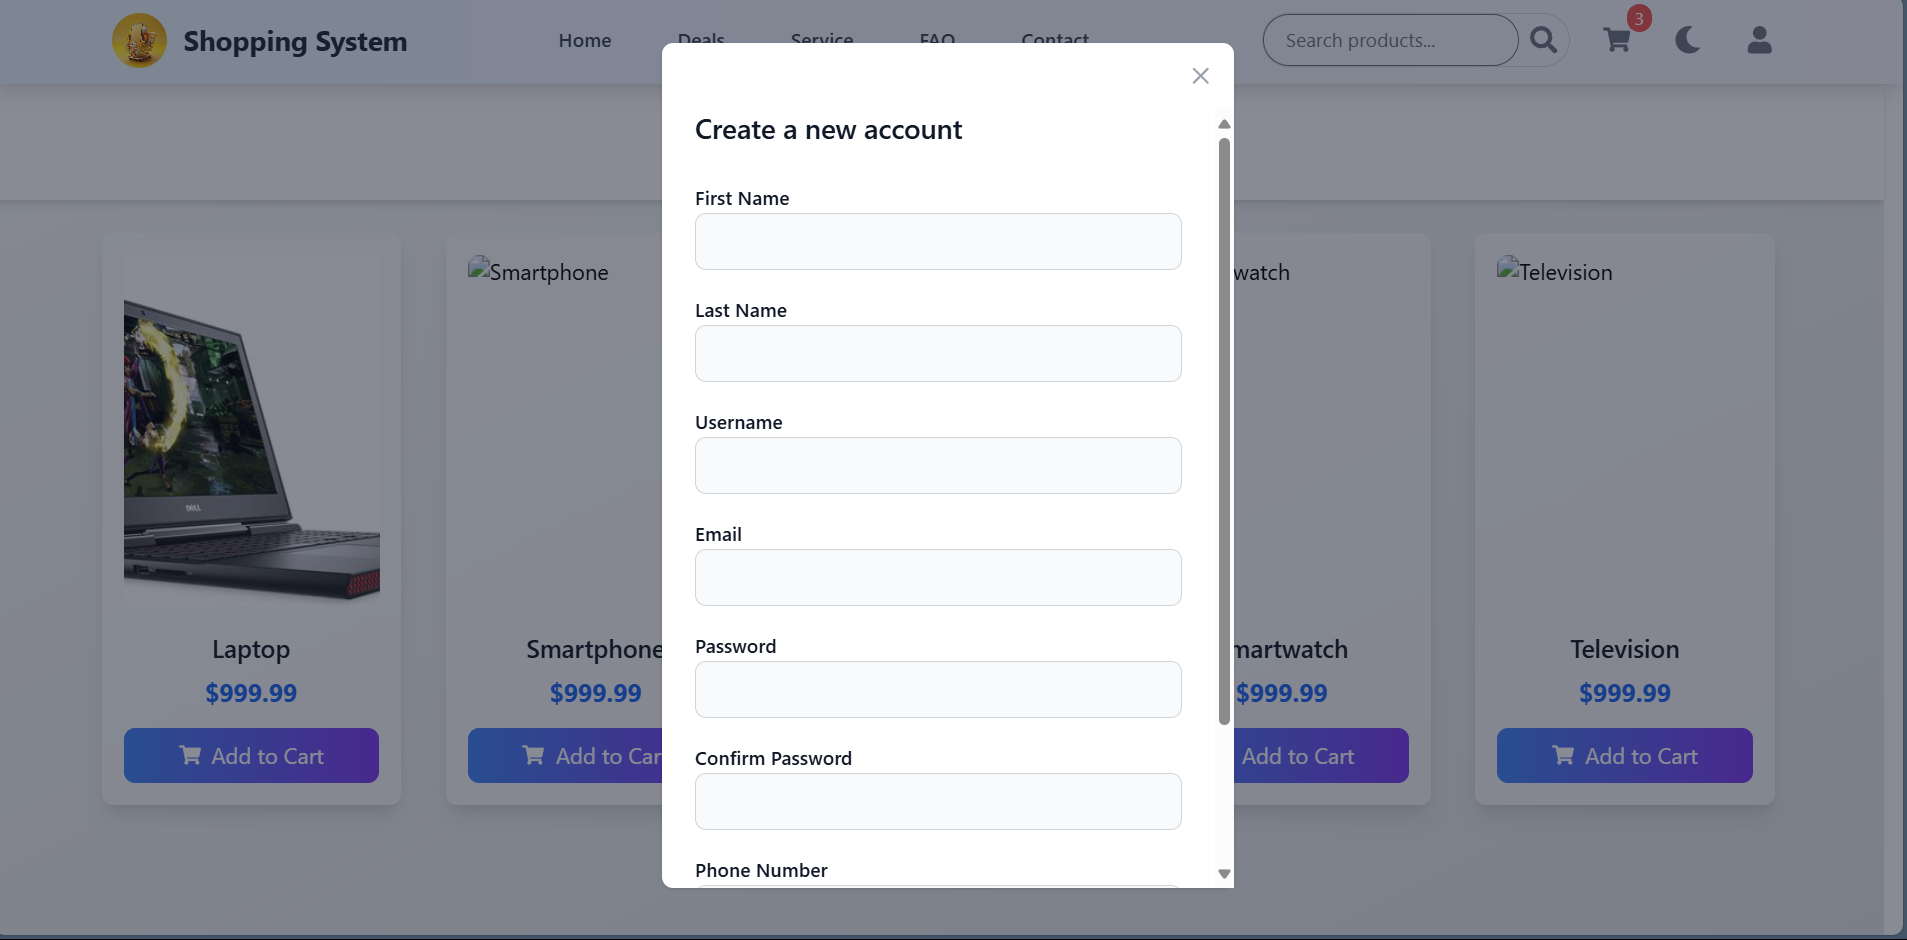 Shopping System
Home
Deals
Service
FAQ
Contact
Search products...
3
Create a new account
First Name
Last Name
Username
Email
Password
Confirm Password
Phone Number
DELL
Laptop
$999.99
Add to Cart
Smartphone
Smartphone
$999.99
Add to Car
watch
martwatch
$999.99
Add to Cart
Television
Television
$999.99
Add to Cart